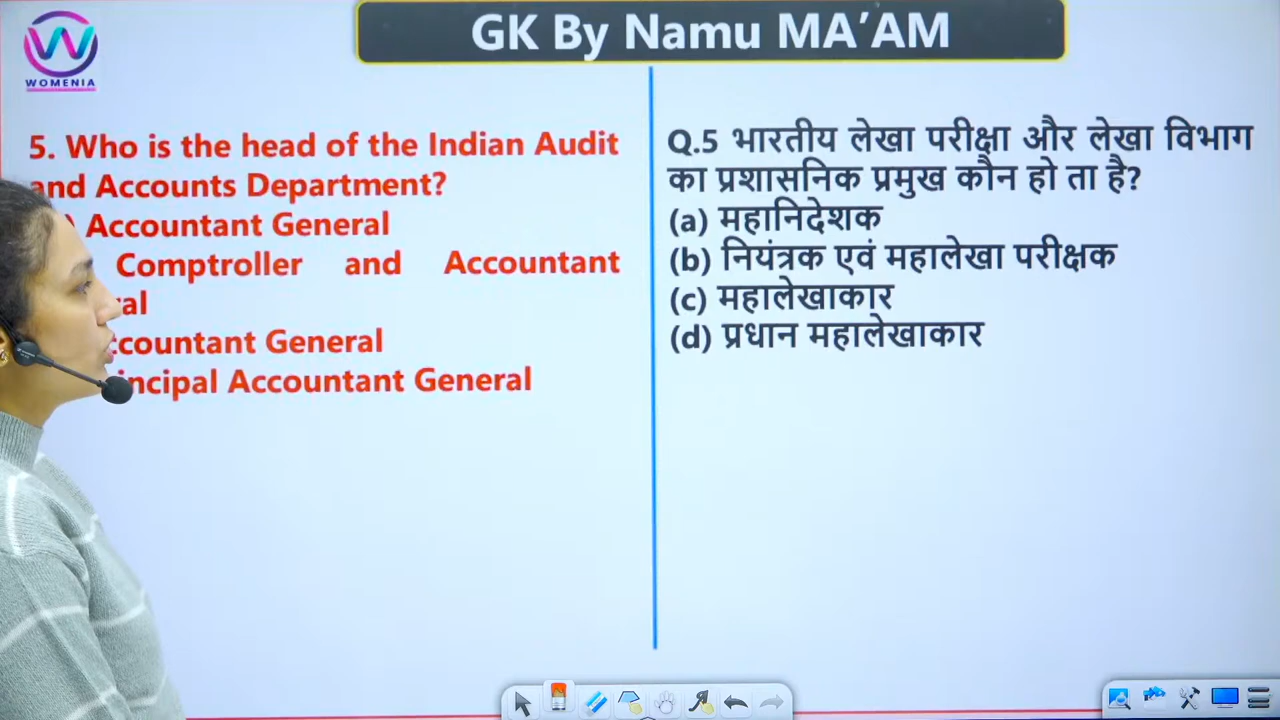 WOMENIA
GK By Namu MA’AM
5. Who is the head of the Indian Audit
and Accounts Department?
) Accountant General
Comptroller and Accountant
ral
ccountant General
incipal Accountant General
Q.5 भारतीय लेखा परीक्षा और लेखा विभाग
का प्रशासनिक प्रमुख कौन हो ता है?
(a) महानिदेशक
(b) नियंत्रक एवं महालेखा परीक्षक
(c) महालेखाकार
(d) प्रधान महालेखाकार